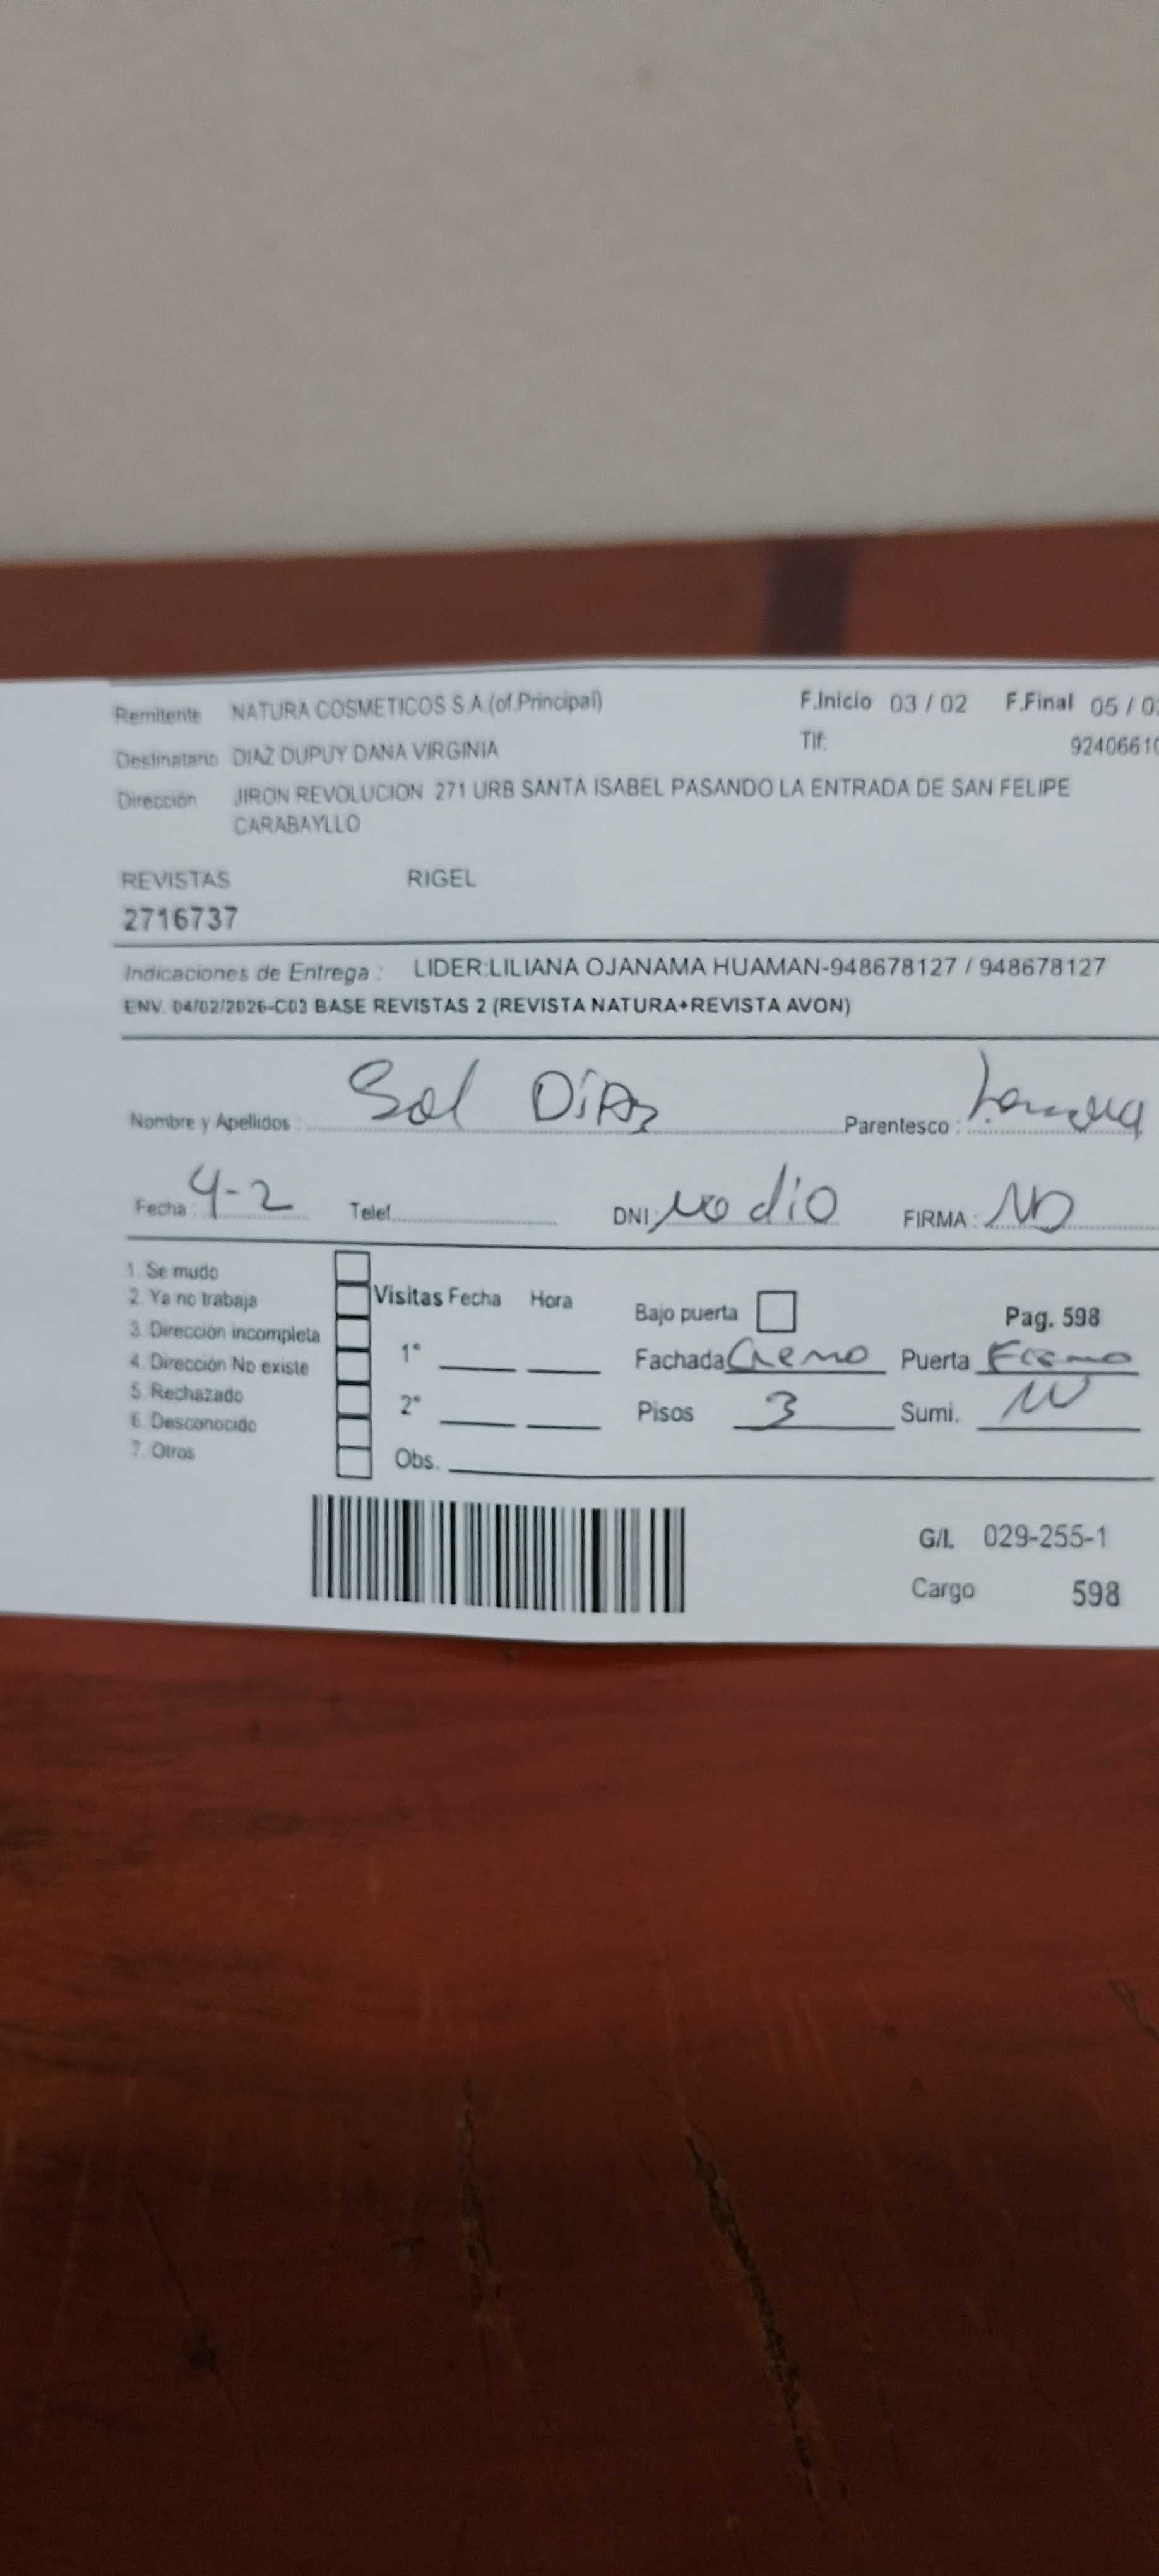 Remitente NATURA COSMETICOS S.A.(of.Principal) F.Inicio 03 / 02 F.Final 05 / 0
Destinatario DIAZ DUPUY DANA VIRGINIA Tlf: 9240661
Dirección JIRON REVOLUCION 271 URB SANTA ISABEL PASANDO LA ENTRADA DE SAN FELIPE
CARABAYLLO
REVISTAS RIGEL
2716737
Indicaciones de Entrega : LIDER:LILIANA OJANAMA HUAMAN-948678127 / 948678127
ENV. 04/02/2026-C03 BASE REVISTAS 2 (REVISTA NATURA+REVISTA AVON)
Nombre y Apellidos : Sol Díaz Parentesco :
Fecha : 4-2 Telef. DNI: no dio FIRMA :
1. Se mudo
2. Ya no trabaja Visitas Fecha Hora Bajo puerta Pag. 598
3. Dirección incompleta
4. Dirección No existe 1° Fachada Cremo Puerta
5. Rechazado
6. Desconocido 2° Pisos 3 Sumi.
7. Otros Obs.
G/I. 029-255-1
Cargo 598